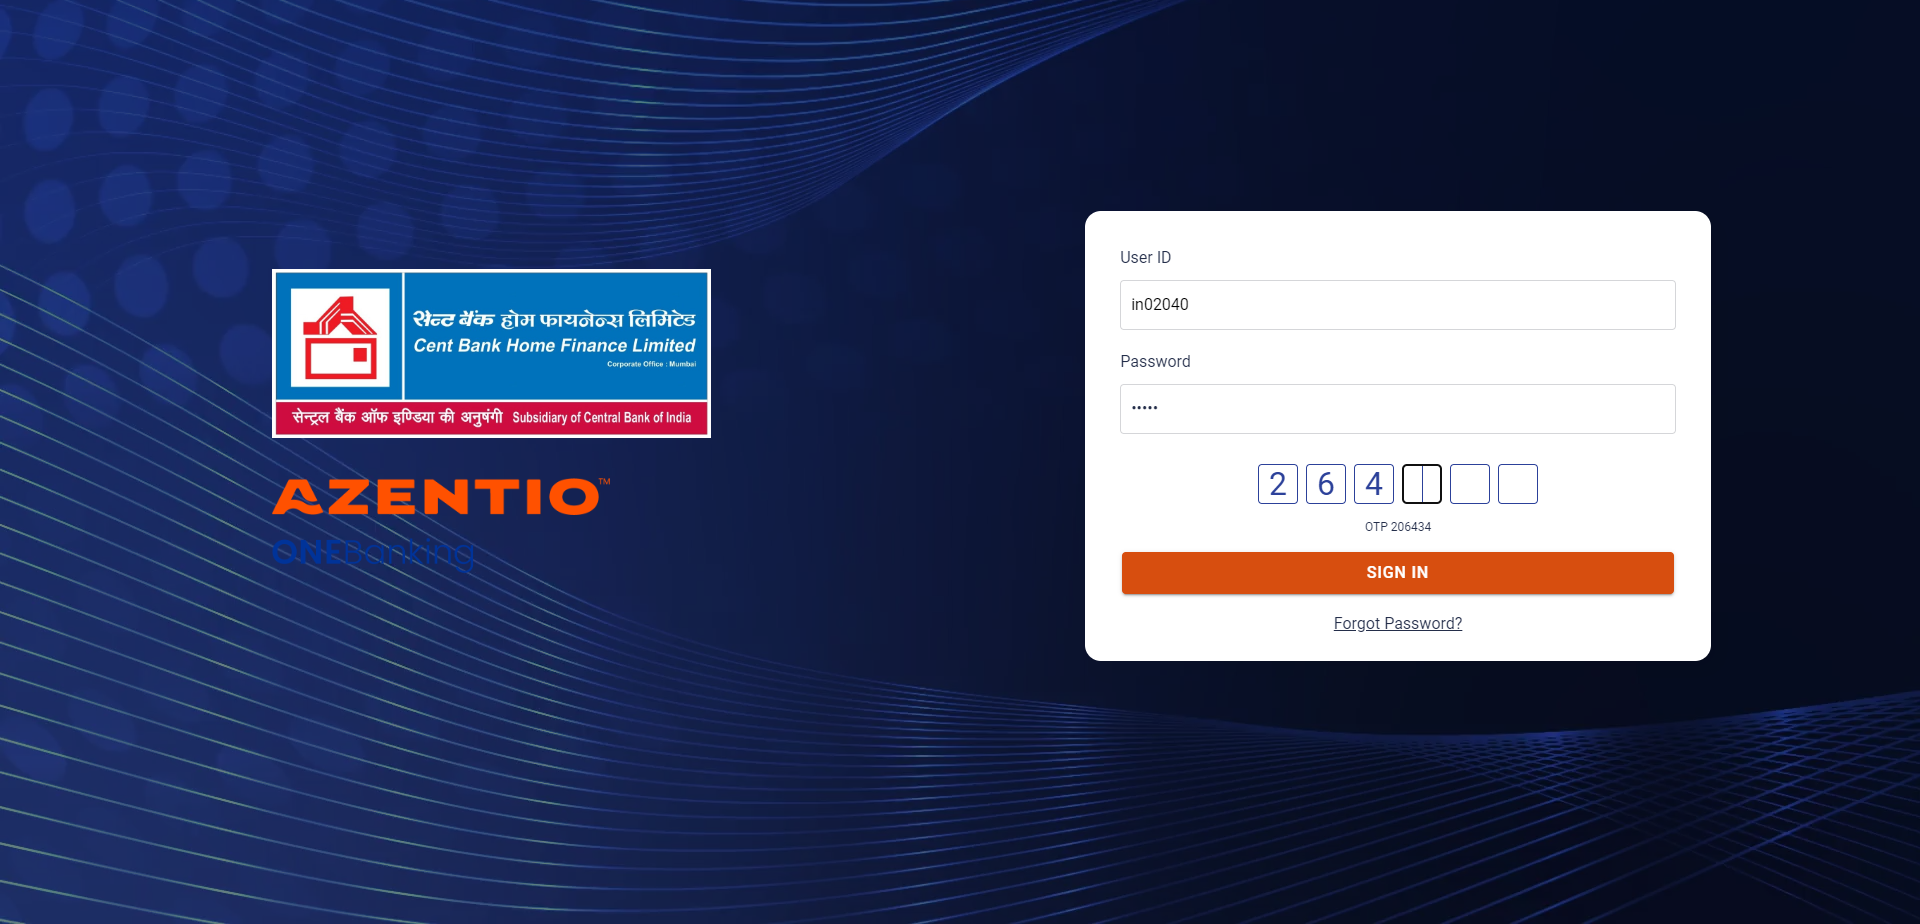 सेन्ट बैंक होम फायनेन्स लिमिटेड
Cent Bank Home Finance Limited
Corporate Office : Mumbai
सेन्ट्रल बैंक ऑफ इण्डिया की अनुषंगी Subsidiary of Central Bank of India
AZENTIO™
ONEBanking
User ID
in02040
Password
•••••
2 6 4
OTP 206434
SIGN IN
Forgot Password?